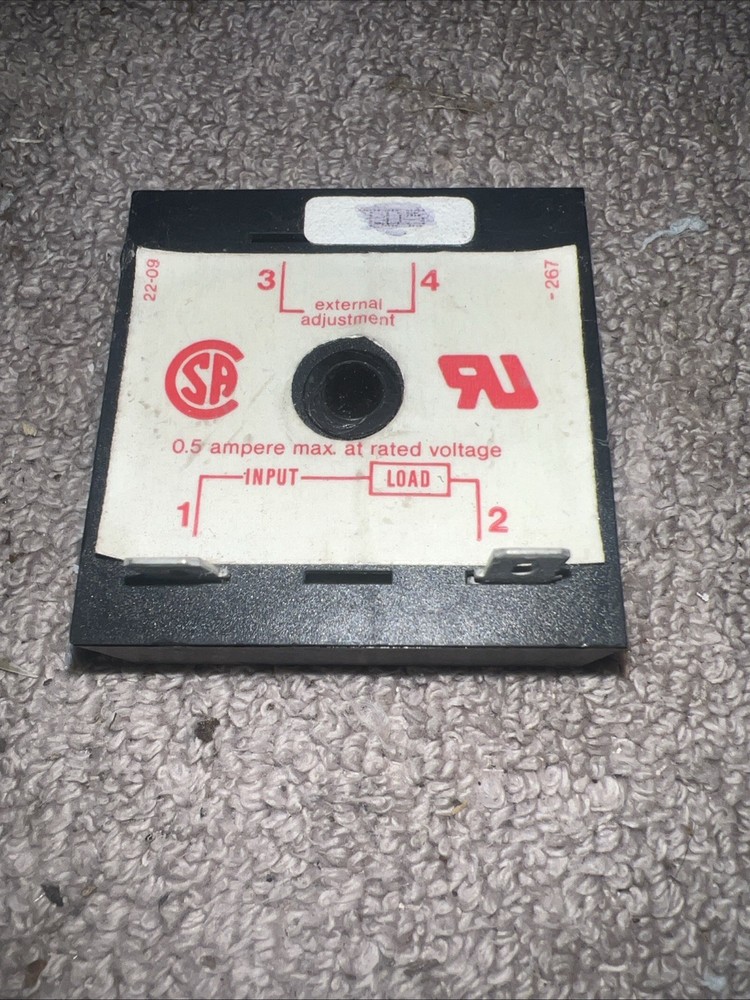 22-09
3
4
-267
external
adjustment
0.5 ampere max. at rated voltage
INPUT
LOAD
1
2